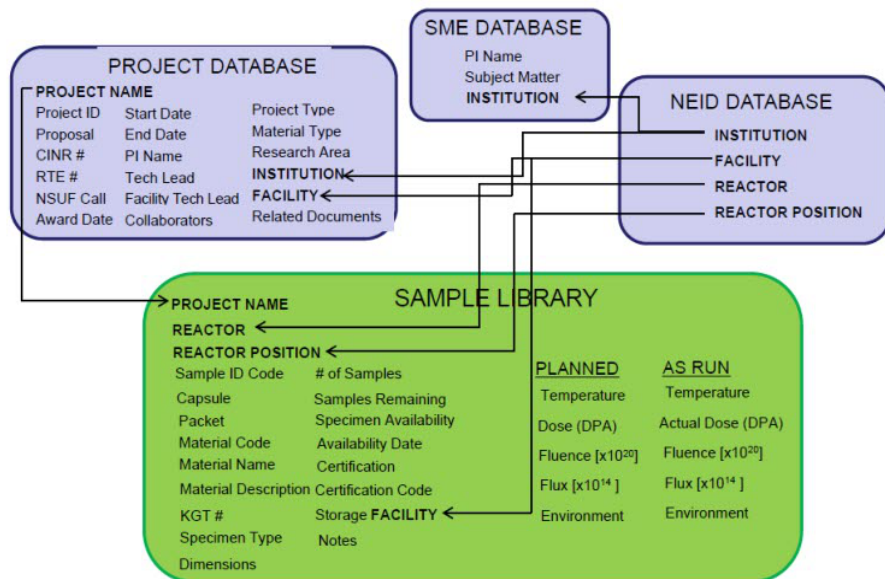 SME DATABASE
PI Name
Subject Matter
INSTITUTION
PROJECT DATABASE
PROJECT NAME
Project ID
Proposal
CINR #
RTE #
NSUF Call
Award Date
Start Date
End Date
PI Name
Tech Lead
Facility Tech Lead
Collaborators
Project Type
Material Type
Research Area
INSTITUTION
FACILITY
Related Documents
NEID DATABASE
INSTITUTION
FACILITY
REACTOR
REACTOR POSITION
SAMPLE LIBRARY
PROJECT NAME
REACTOR
REACTOR POSITION
Sample ID Code
Capsule
Packet
Material Code
Material Name
Material Description
KGT #
Specimen Type
Dimensions
# of Samples
Samples Remaining
Specimen Availability
Availability Date
Certification
Certification Code
Storage FACILITY
Notes
PLANNED
Temperature
Dose (DPA)
Fluence [x10²⁰]
Flux [x10¹⁴ ]
Environment
AS RUN
Temperature
Actual Dose (DPA)
Fluence [x10²⁰]
Flux [x10¹⁴ ]
Environment